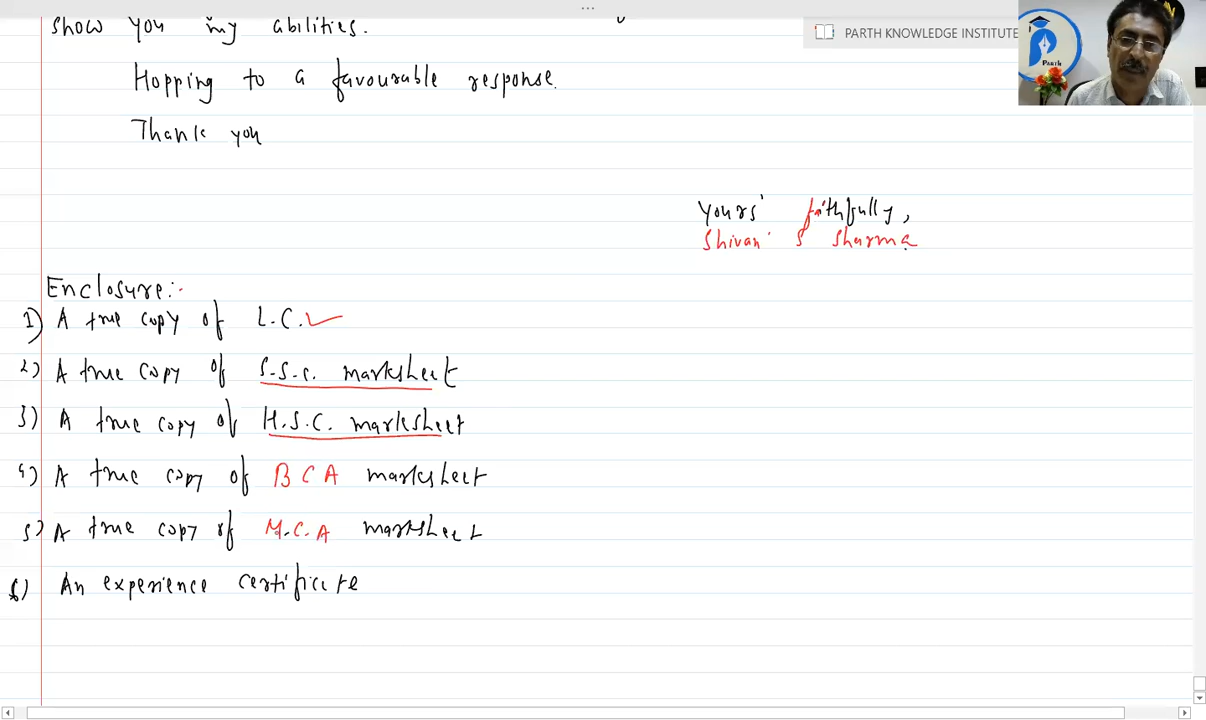 show you my abilities.
PARTH KNOWLEDGE INSTITUTE
Parth
Hopping to a favourable response.
Thank you
Yours' faithfully,
Shivani S Sharma
Enclosure:-
1) A true copy of L.C.
2) A true copy of S.S.C. marksheet
3) A true copy of H.S.C. marksheet
4) A true copy of B C A marksheet
5) A true copy of M.C.A marksheet
6) An experience certificate